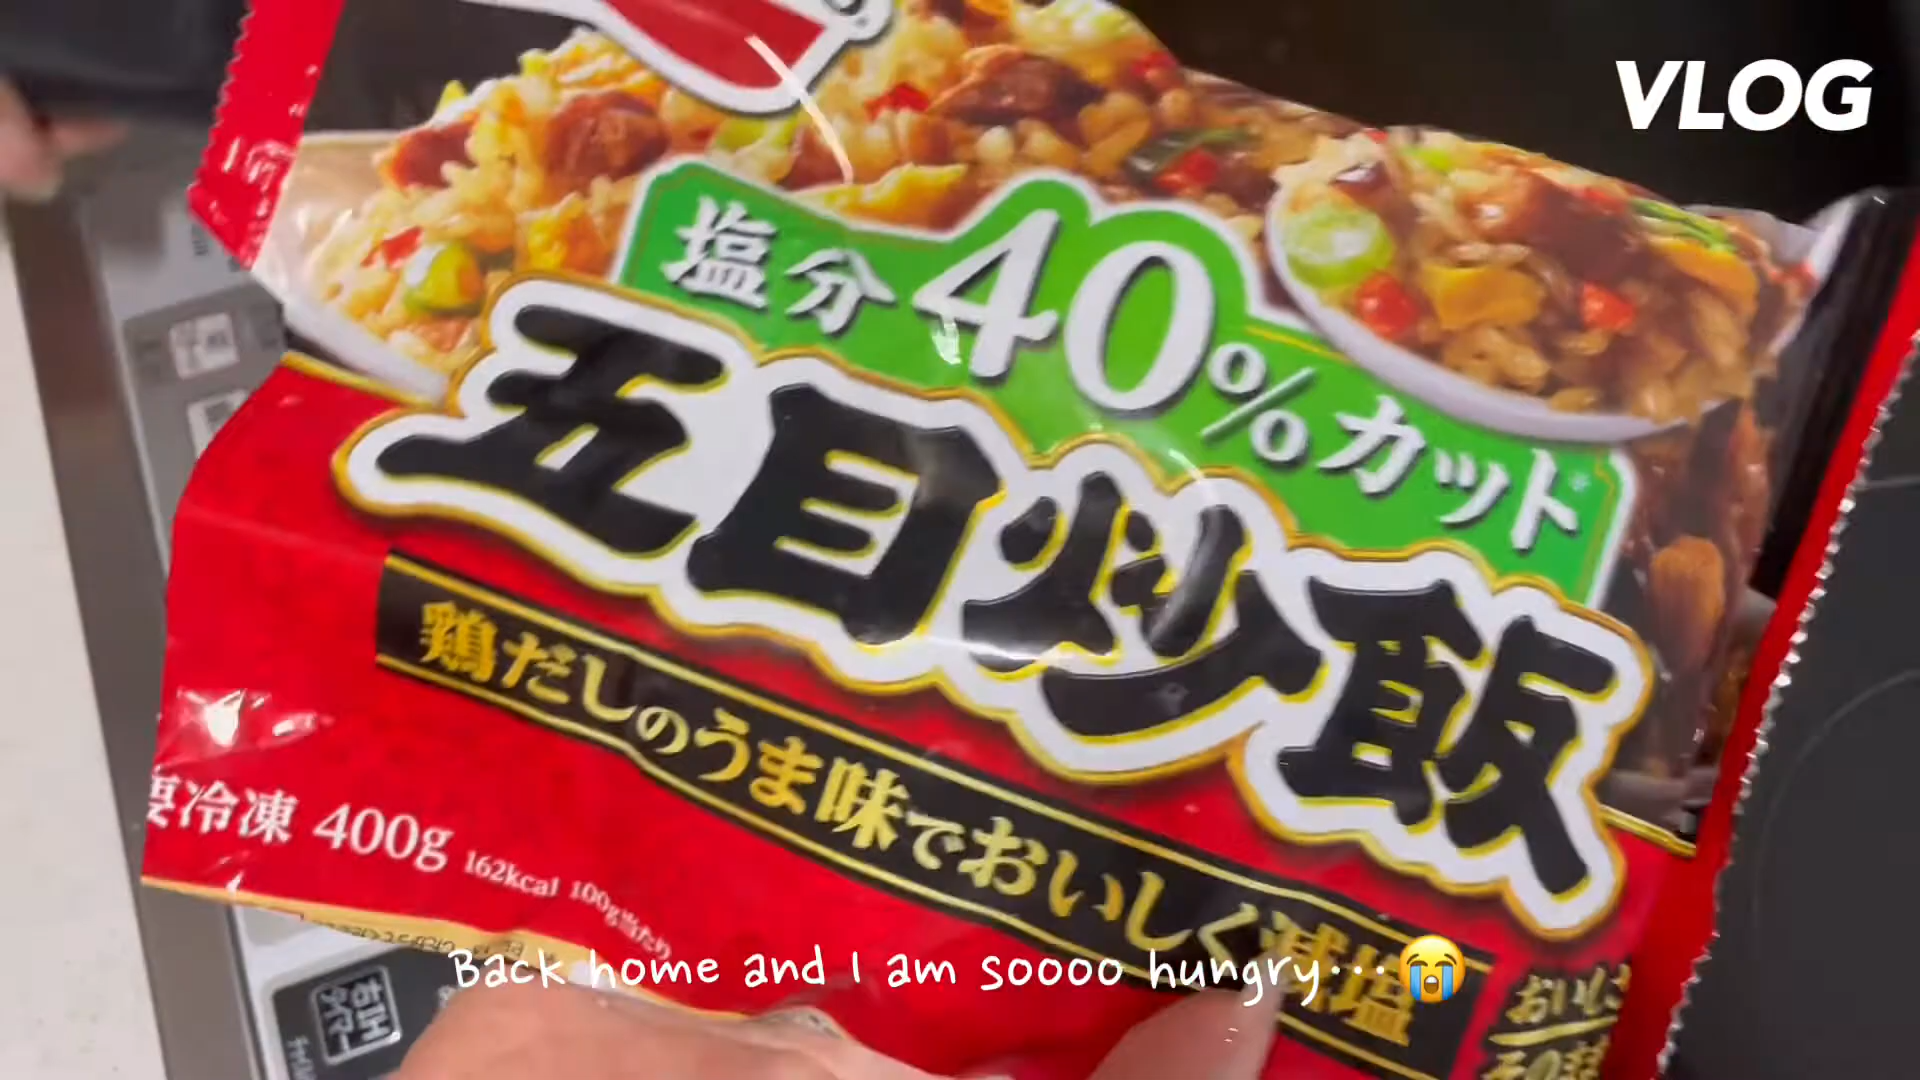 VLOG
塩分40%カット
五目炒飯
鶏だしのうま味でおいしく減塩
要冷凍 400g 162kcal 100g当たり
Back home and I am soooo hungry…😭